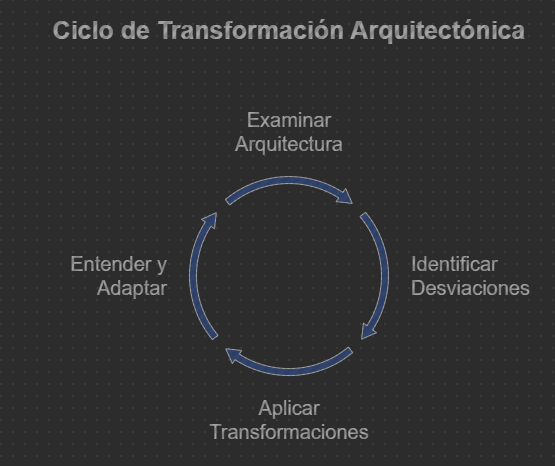 Ciclo de Transformación Arquitectónica
Examinar
Arquitectura
Identificar
Desviaciones
Aplicar
Transformaciones
Entender y
Adaptar